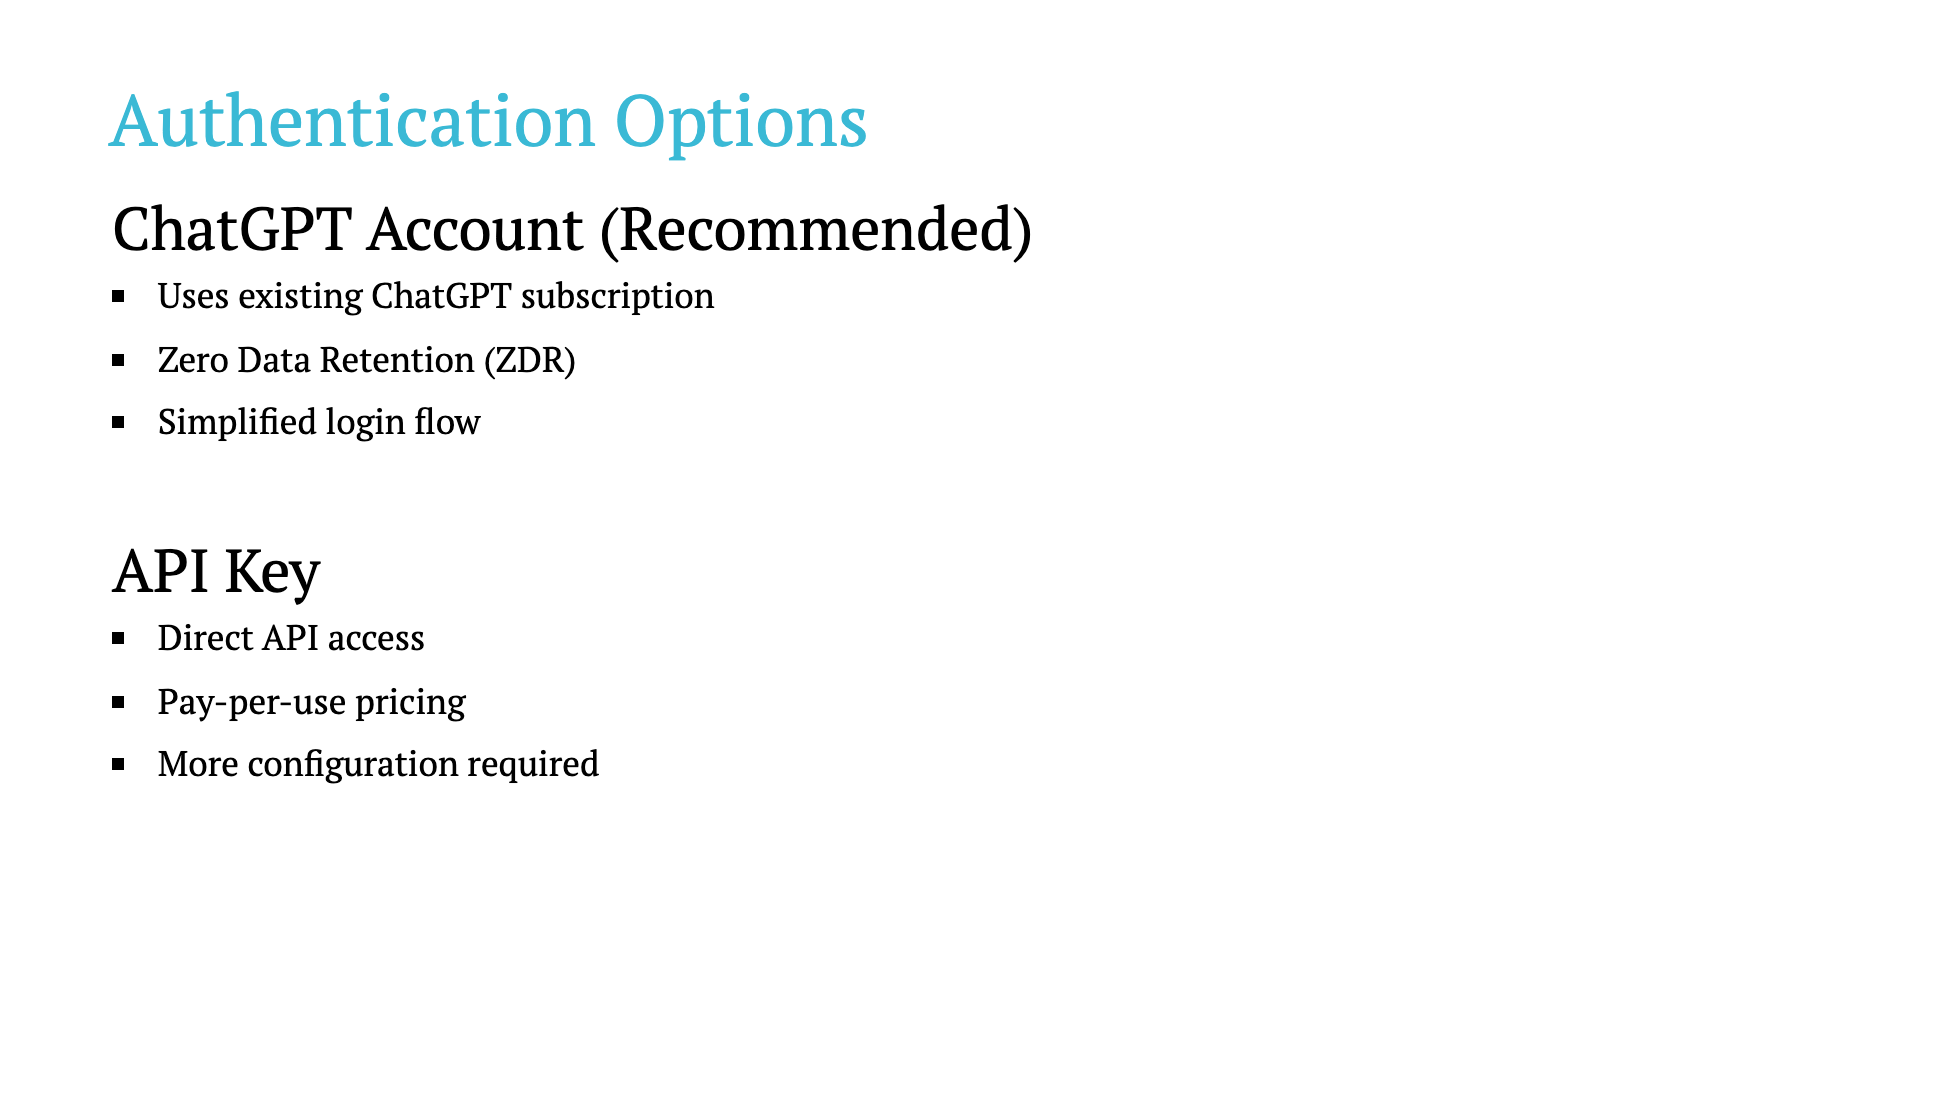 Authentication Options
ChatGPT Account (Recommended)
▪ Uses existing ChatGPT subscription
▪ Zero Data Retention (ZDR)
▪ Simplified login flow
API Key
▪ Direct API access
▪ Pay-per-use pricing
▪ More configuration required